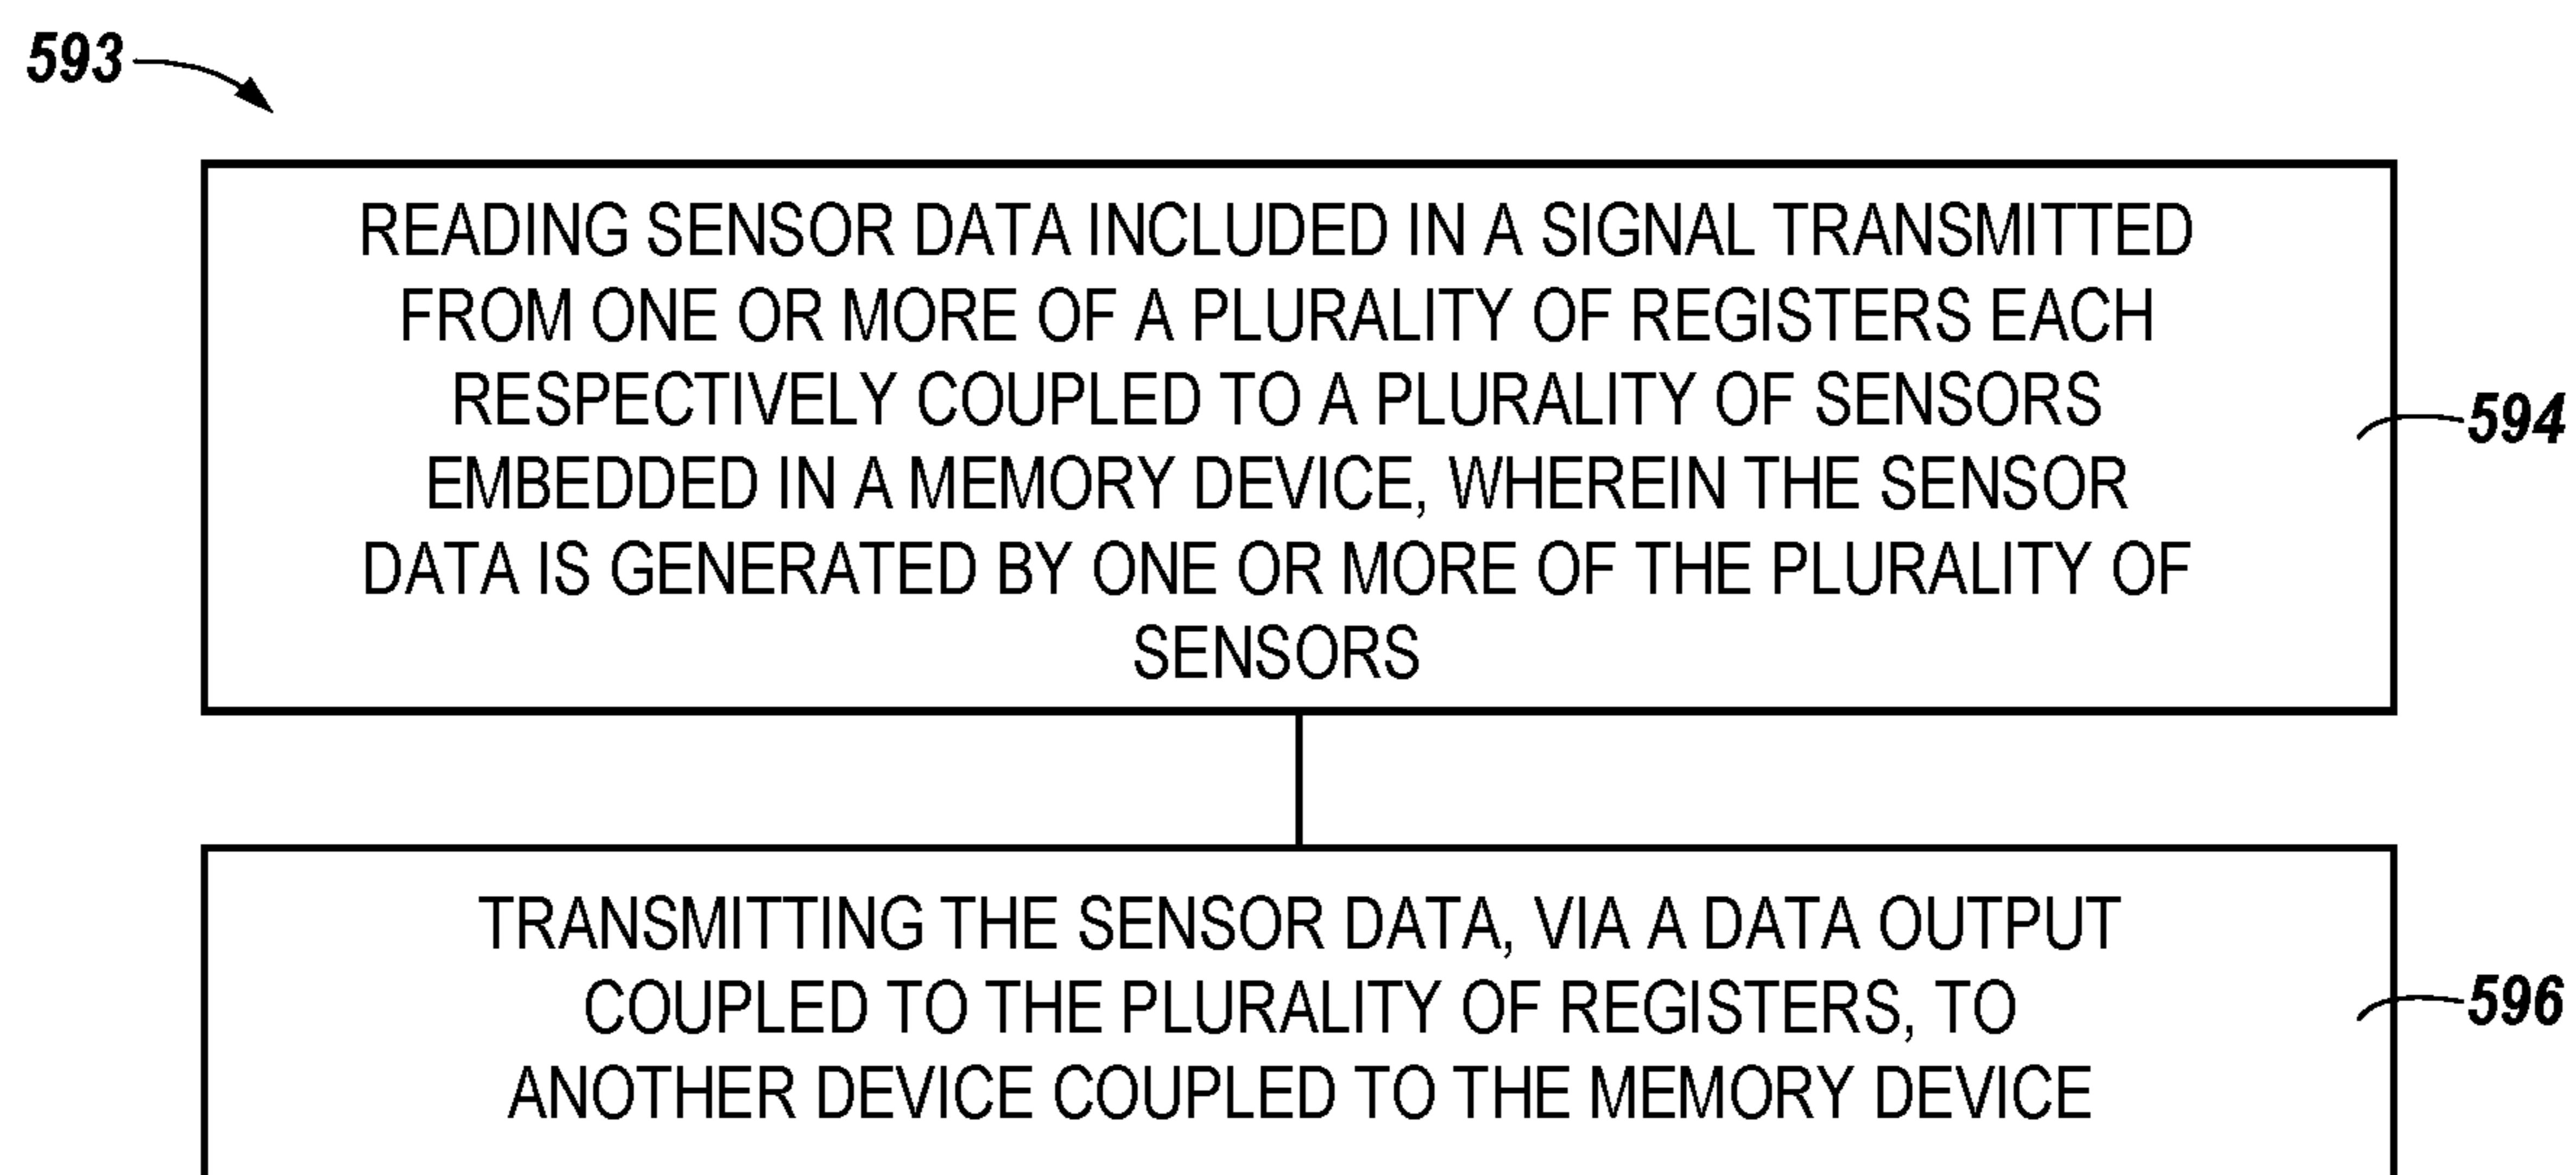 593
READING SENSOR DATA INCLUDED IN A SIGNAL TRANSMITTED
FROM ONE OR MORE OF A PLURALITY OF REGISTERS EACH
RESPECTIVELY COUPLED TO A PLURALITY OF SENSORS
EMBEDDED IN A MEMORY DEVICE, WHEREIN THE SENSOR
DATA IS GENERATED BY ONE OR MORE OF THE PLURALITY OF
SENSORS
594
TRANSMITTING THE SENSOR DATA, VIA A DATA OUTPUT
COUPLED TO THE PLURALITY OF REGISTERS, TO
ANOTHER DEVICE COUPLED TO THE MEMORY DEVICE
596